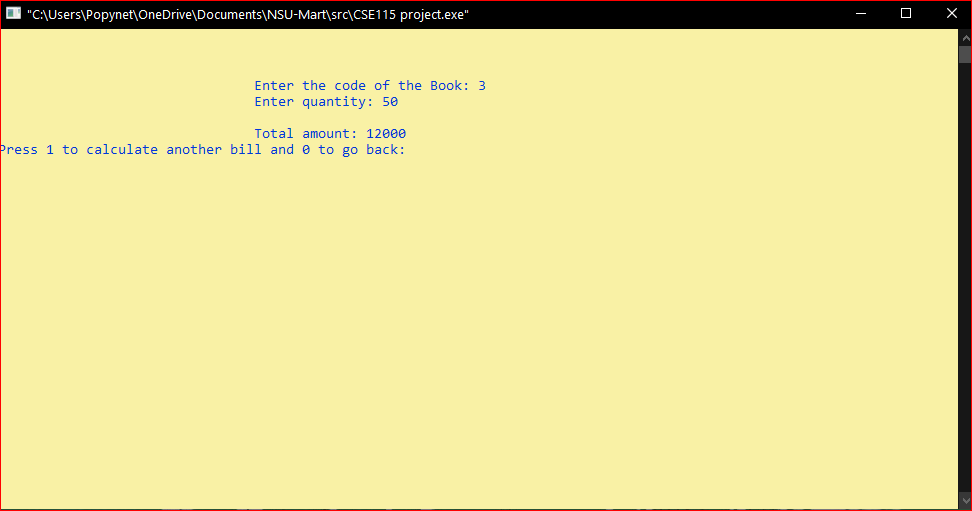 "C:\Users\Popynet\OneDrive\Documents\NSU-Mart\src\CSE115 project.exe"
Enter the code of the Book: 3
Enter quantity: 50
Total amount: 12000
Press 1 to calculate another bill and 0 to go back: